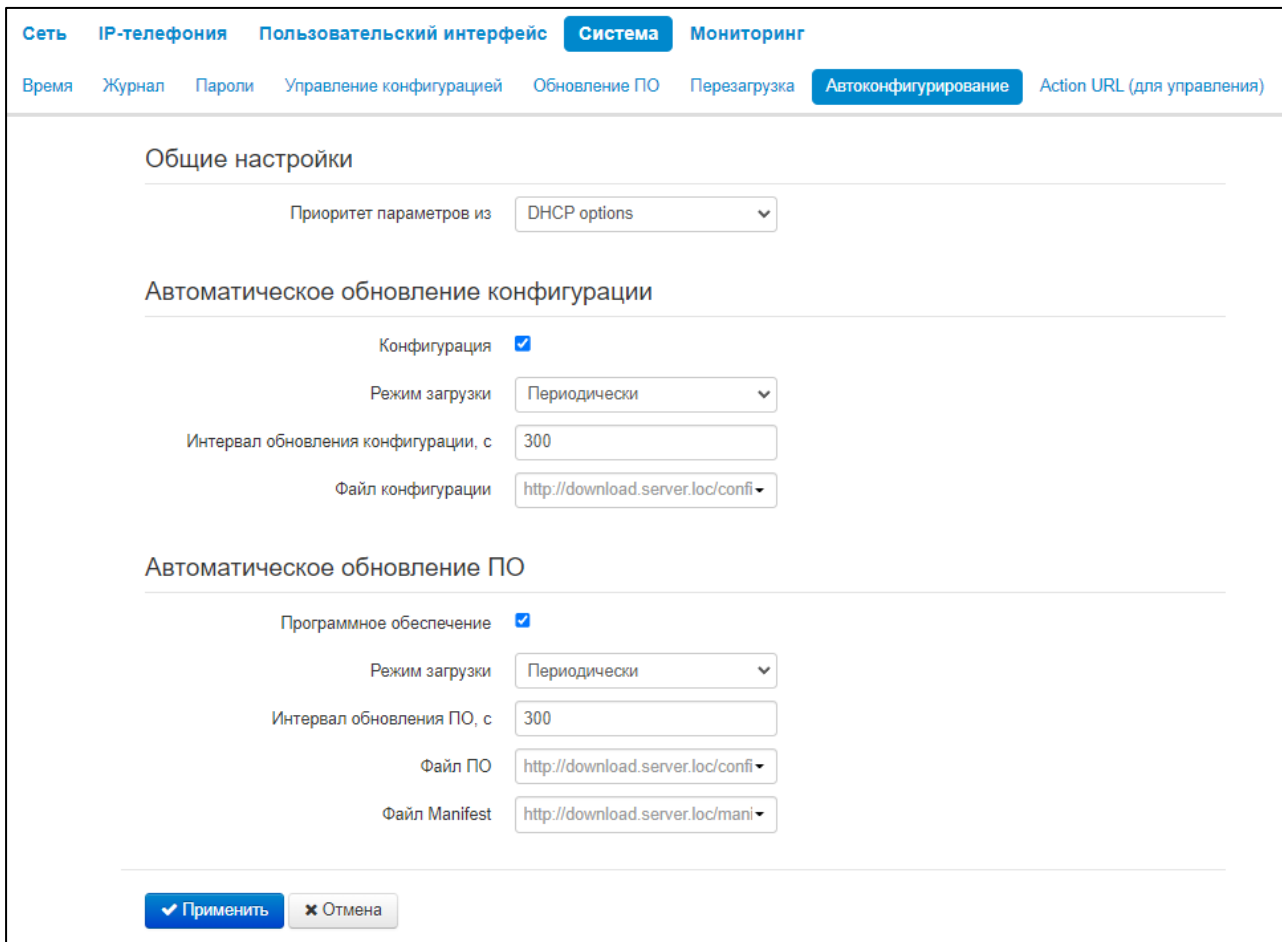 Сеть IP-телефония Пользовательский интерфейс Система Мониторинг
Время Журнал Пароли Управление конфигурацией Обновление ПО Перезагрузка Автоконфигурирование Action URL (для управления)
Общие настройки
Приоритет параметров из DHCP options
Автоматическое обновление конфигурации
Конфигурация
Режим загрузки Периодически
Интервал обновления конфигурации, с 300
Файл конфигурации http://download.server.loc/confi
Автоматическое обновление ПО
Программное обеспечение
Режим загрузки Периодически
Интервал обновления ПО, с 300
Файл ПО http://download.server.loc/confi
Файл Manifest http://download.server.loc/mani
Применить Отмена